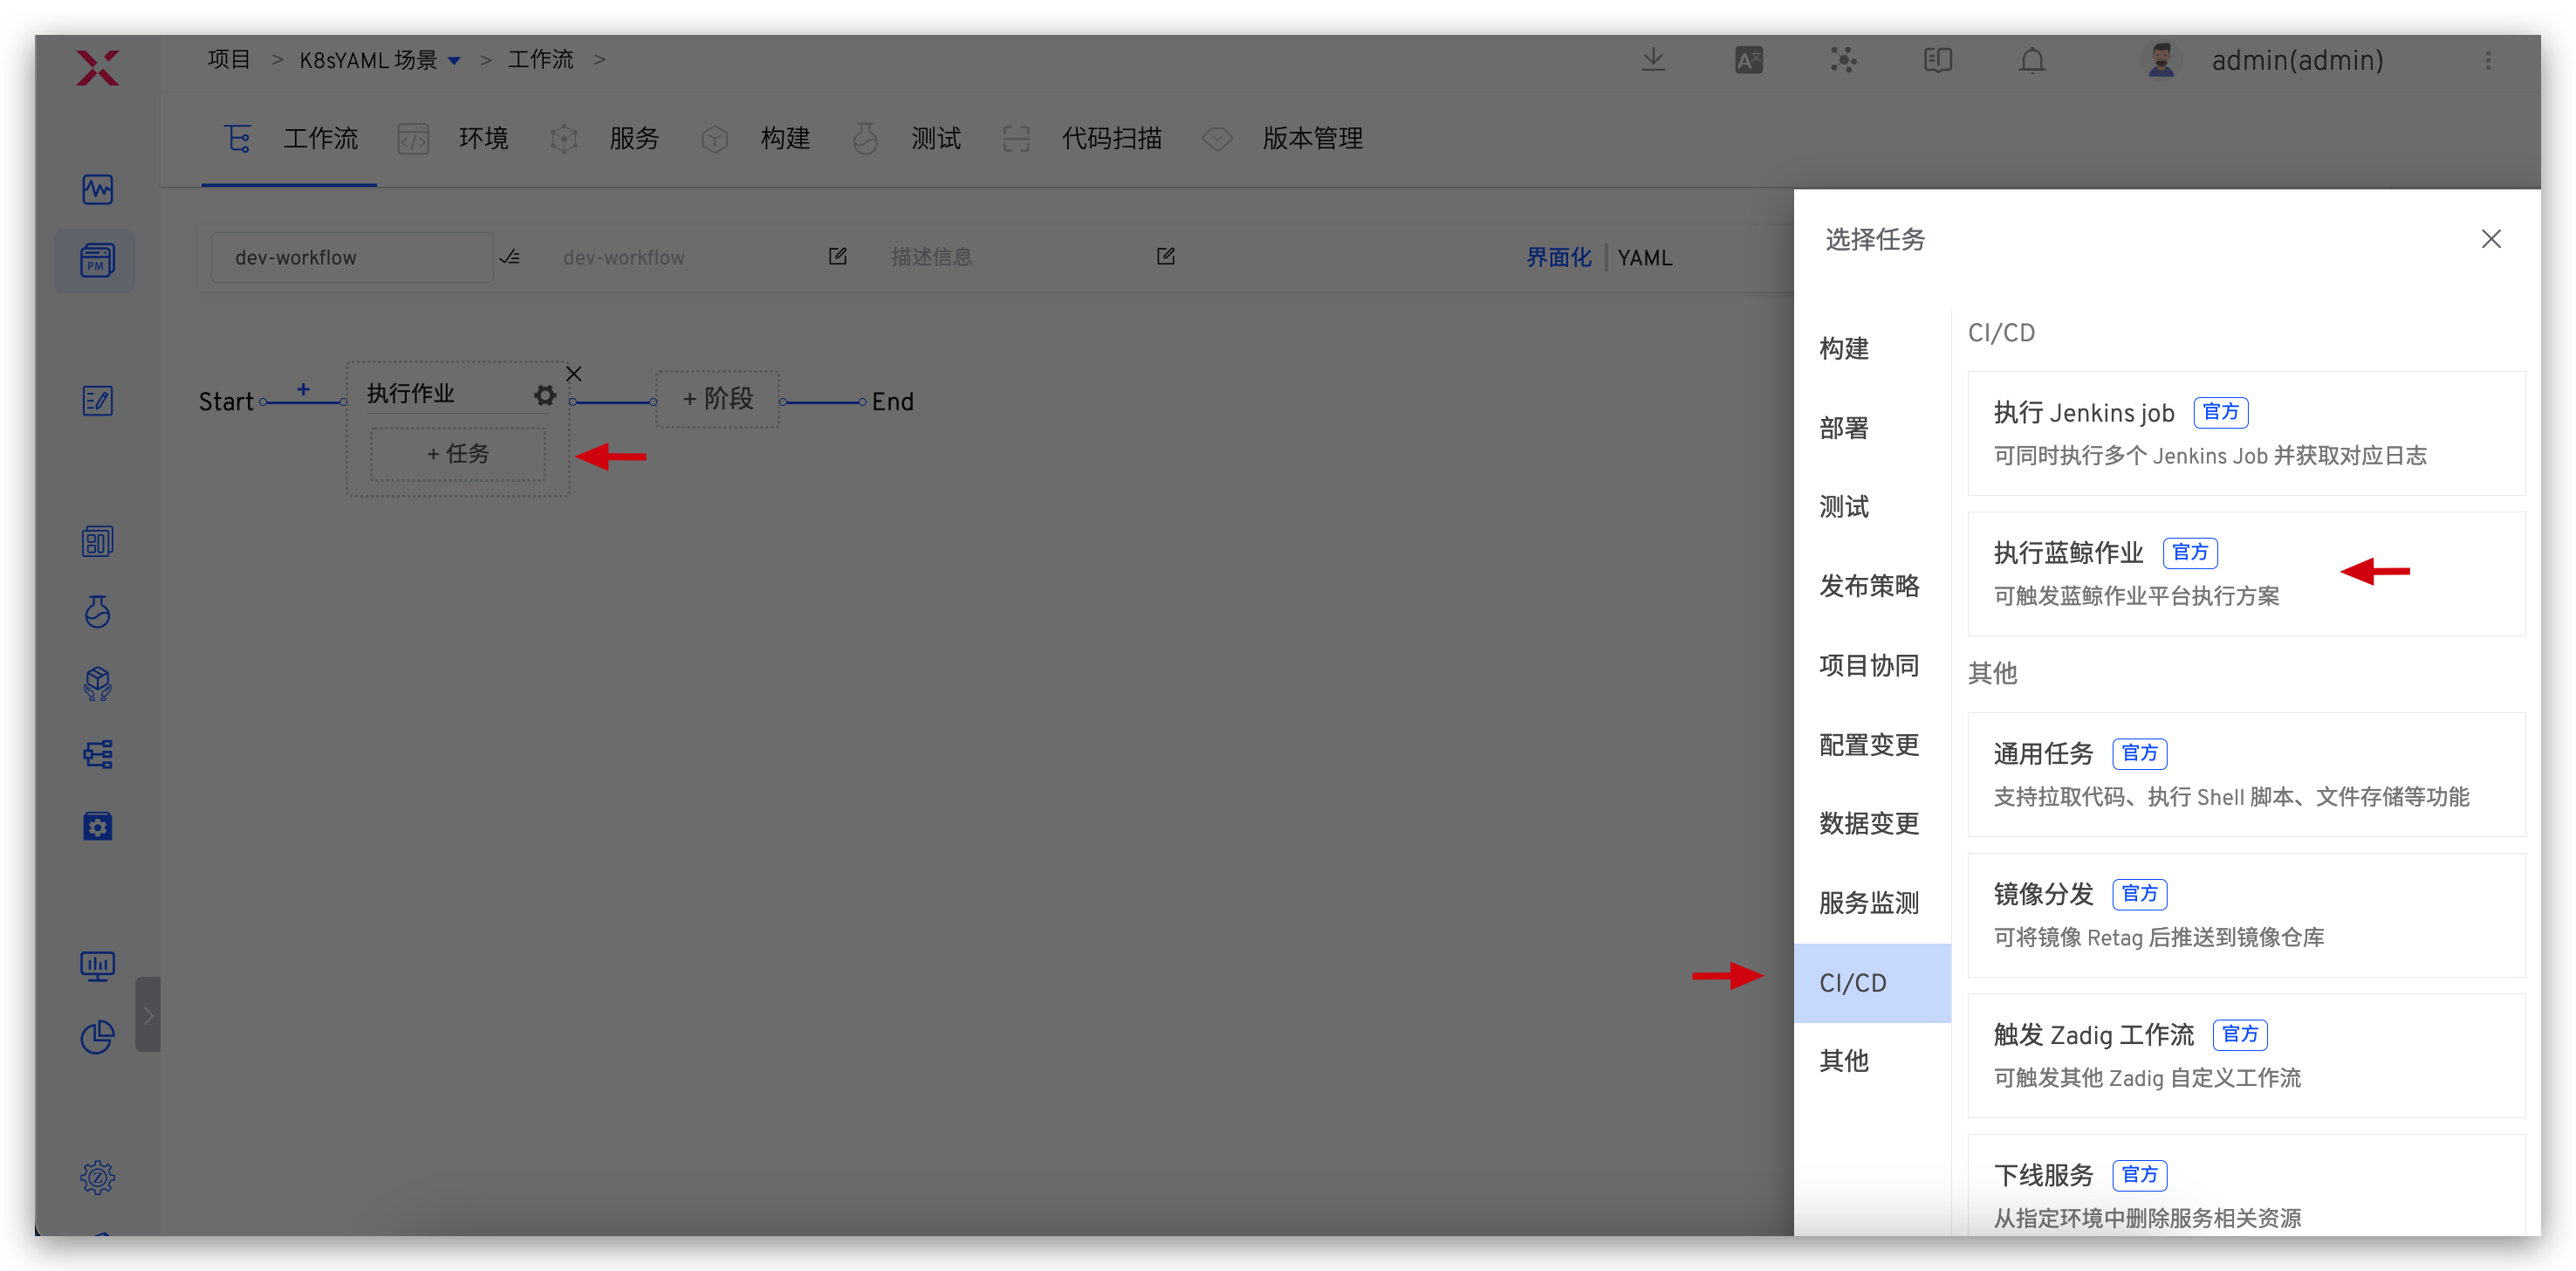 项目 > K8sYAML 场景 > 工作流 >
admin(admin)
工作流 环境 服务 构建 测试 代码扫描 版本管理
dev-workflow dev-workflow 描述信息 界面化 YAML
Start + 执行作业 + 阶段 End
+ 任务
选择任务
构建
部署
测试
发布策略
项目协同
配置变更
数据变更
服务监测
CI/CD
其他
CI/CD
执行 Jenkins job 官方
可同时执行多个 Jenkins Job 并获取对应日志
执行蓝鲸作业 官方
可触发蓝鲸作业平台执行方案
其他
通用任务 官方
支持拉取代码、执行 Shell 脚本、文件存储等功能
镜像分发 官方
可将镜像 Retag 后推送到镜像仓库
触发 Zadig 工作流 官方
可触发其他 Zadig 自定义工作流
下线服务 官方
从指定环境中删除服务相关资源
PM